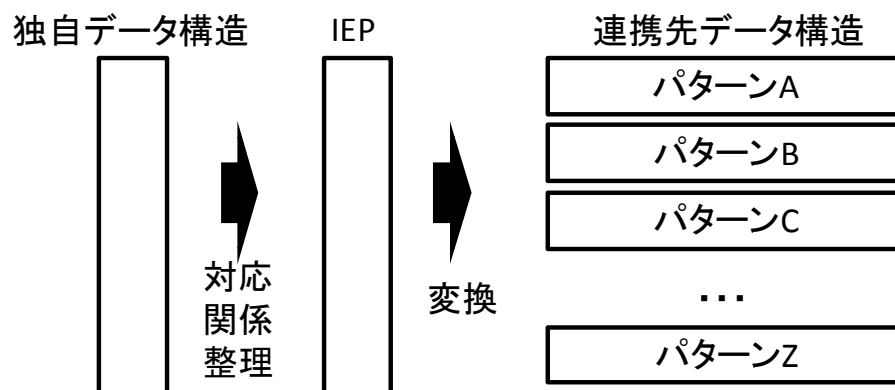 独自データ構造
IEP
連携先データ構造
パターンA
パターンB
パターンC
・・・
パターンZ
対応
関係
整理
変換